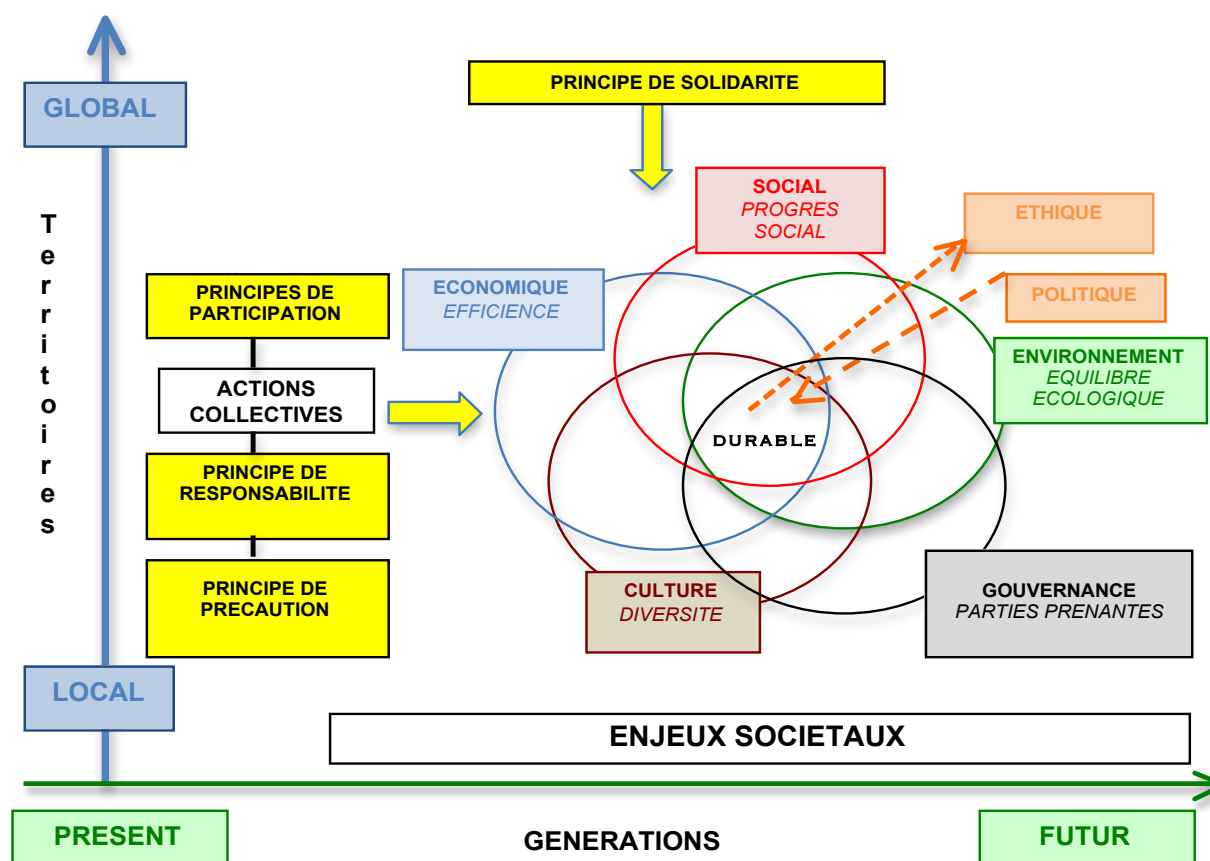 PRINCIPE DE SOLIDARITE
GLOBAL
Territoires
SOCIAL
PROGRES
SOCIAL
ETHIQUE
POLITIQUE
ECONOMIQUE
EFFICIENCE
PRINCIPES DE
PARTICIPATION
ENVIRONNEMENT
EQUILIBRE
ECOLOGIQUE
ACTIONS
COLLECTIVES
DURABLE
PRINCIPE DE
RESPONSABILITE
PRINCIPE DE
PRECAUTION
CULTURE
DIVERSITE
GOUVERNANCE
PARTIES PRENANTES
LOCAL
ENJEUX SOCIETAUX
PRESENT
GENERATIONS
FUTUR